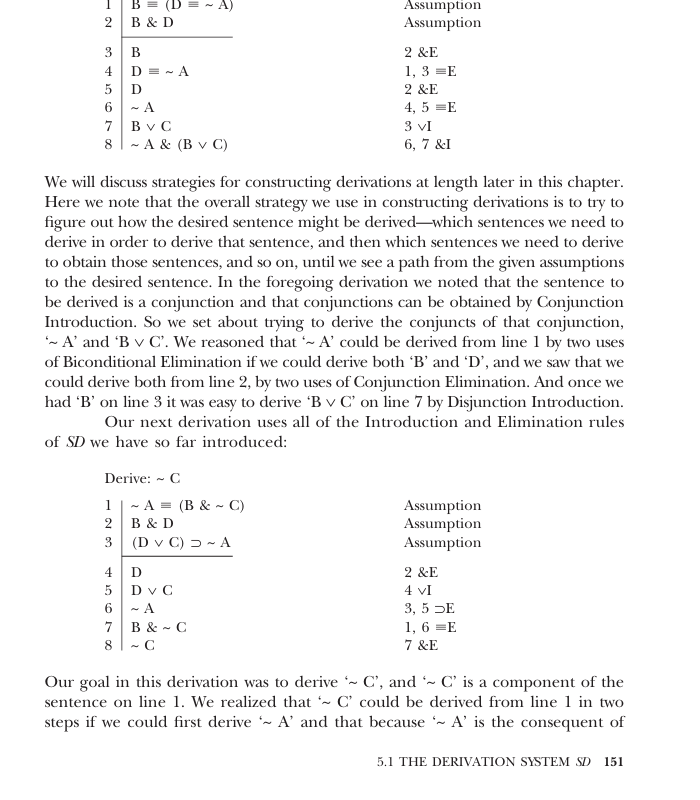 1 B ≡ (D ≡ ~ A) Assumption
2 B & D Assumption
3 B 2 &E
4 D ≡ ~ A 1, 3 ≡E
5 D 2 &E
6 ~ A 4, 5 ≡E
7 B ∨ C 3 ∨I
8 ~ A & (B ∨ C) 6, 7 &I
We will discuss strategies for constructing derivations at length later in this chapter.
Here we note that the overall strategy we use in constructing derivations is to try to
figure out how the desired sentence might be derived—which sentences we need to
derive in order to derive that sentence, and then which sentences we need to derive
to obtain those sentences, and so on, until we see a path from the given assumptions
to the desired sentence. In the foregoing derivation we noted that the sentence to
be derived is a conjunction and that conjunctions can be obtained by Conjunction
Introduction. So we set about trying to derive the conjuncts of that conjunction,
‘~ A’ and ‘B ∨ C’. We reasoned that ‘~ A’ could be derived from line 1 by two uses
of Biconditional Elimination if we could derive both ‘B’ and ‘D’, and we saw that we
could derive both from line 2, by two uses of Conjunction Elimination. And once we
had ‘B’ on line 3 it was easy to derive ‘B ∨ C’ on line 7 by Disjunction Introduction.
Our next derivation uses all of the Introduction and Elimination rules
of SD we have so far introduced:
Derive: ~ C
1 ~ A ≡ (B & ~ C) Assumption
2 B & D Assumption
3 (D ∨ C) ⊃ ~ A Assumption
4 D 2 &E
5 D ∨ C 4 ∨I
6 ~ A 3, 5 ⊃E
7 B & ~ C 1, 6 ≡E
8 ~ C 7 &E
Our goal in this derivation was to derive ‘~ C’, and ‘~ C’ is a component of the
sentence on line 1. We realized that ‘~ C’ could be derived from line 1 in two
steps if we could first derive ‘~ A’ and that because ‘~ A’ is the consequent of
5.1 THE DERIVATION SYSTEM SD 151